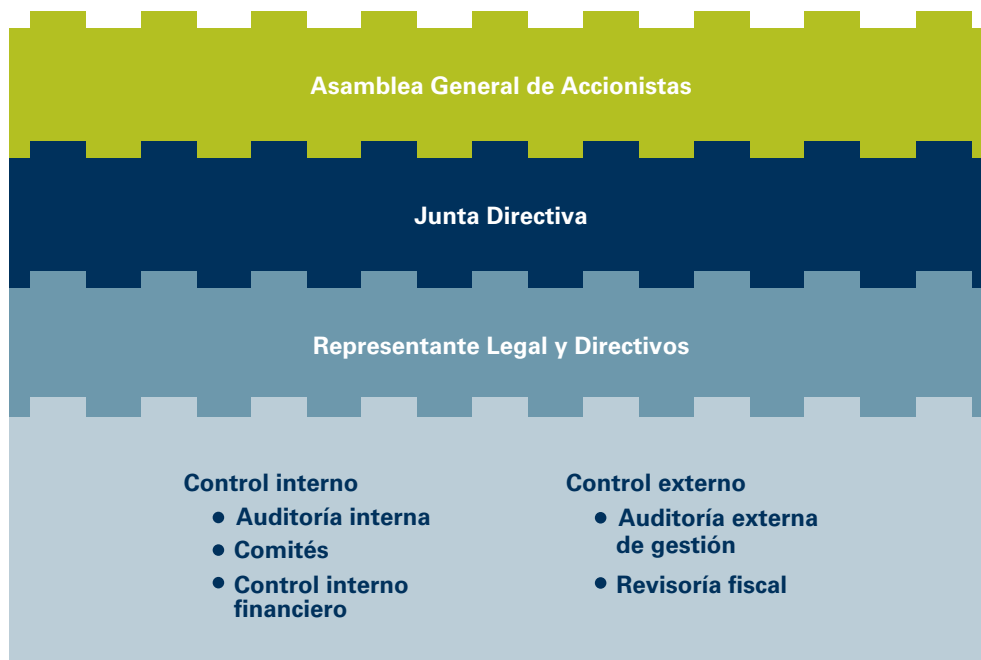 Asamblea General de Accionistas
Junta Directiva
Representante Legal y Directivos
Control interno
• Auditoría interna
• Comités
• Control interno
financiero
Control externo
• Auditoría externa
de gestión
• Revisoría fiscal